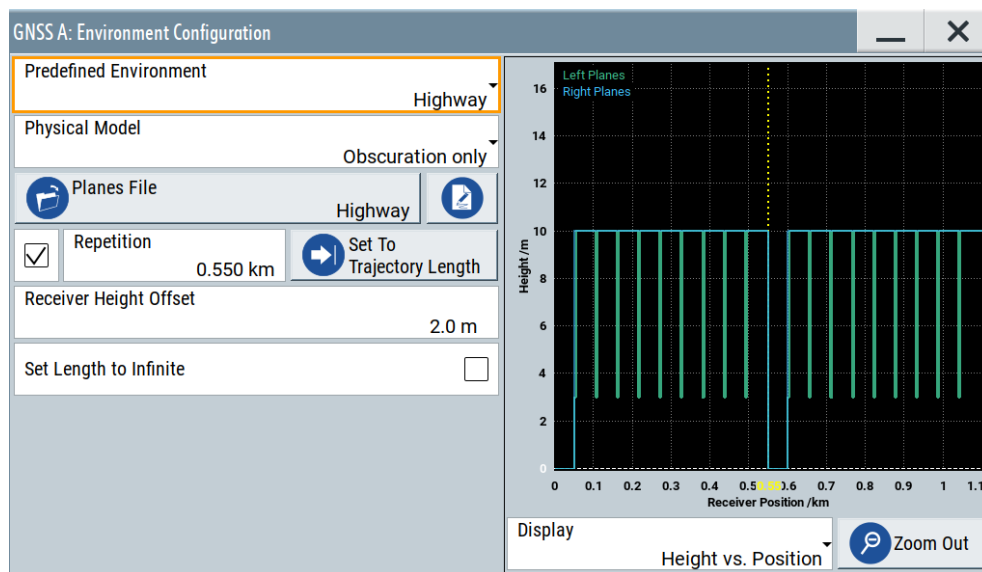 GNSS A: Environment Configuration
Predefined Environment
Highway
Physical Model
Obscuration only
Planes File
Highway
Repetition
0.550 km
Set To
Trajectory Length
Receiver Height Offset
2.0 m
Set Length to Infinite
Left Planes
Right Planes
16
14
12
10
8
6
4
2
0
Height /m
0 0.1 0.2 0.3 0.4 0.5 0.6 0.7 0.8 0.9 1 1.1
Receiver Position /km
Display
Height vs. Position
Zoom Out